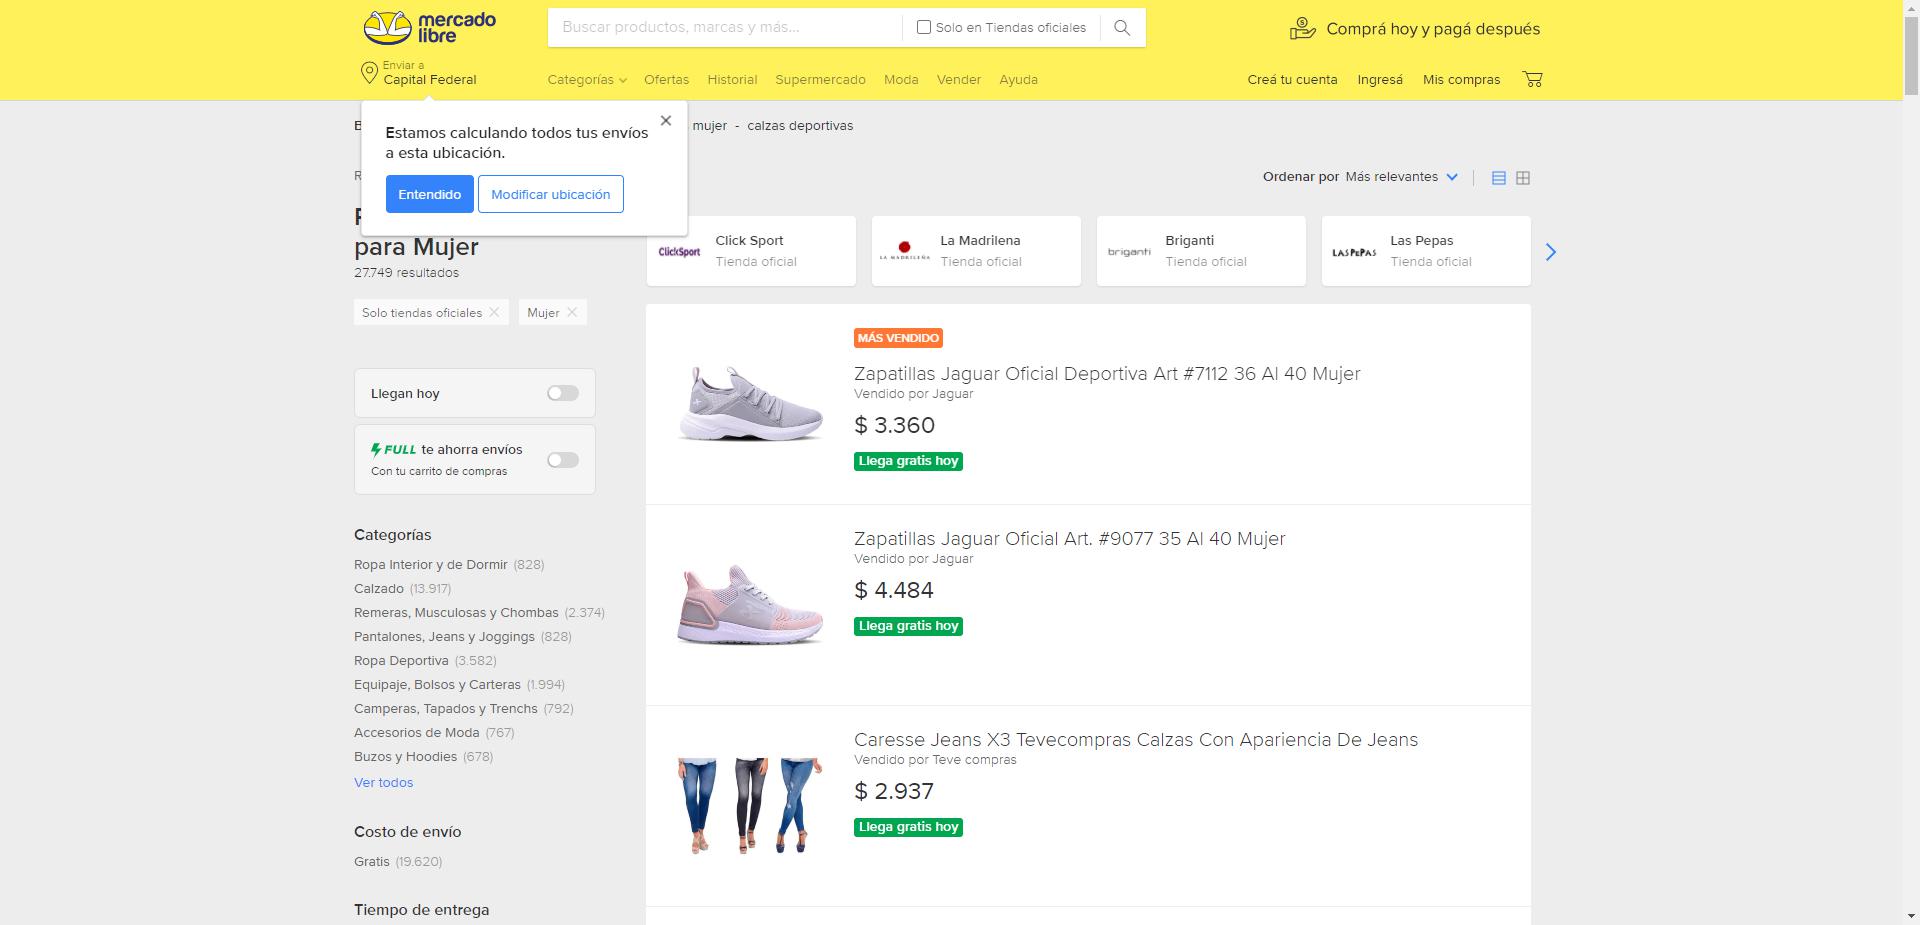 mercado
libre
Buscar productos, marcas y más...
Solo en Tiendas oficiales
Comprá hoy y pagá después
Enviar a
Capital Federal
Categorías
Ofertas
Historial
Supermercado
Moda
Vender
Ayuda
Creá tu cuenta
Ingresá
Mis compras
Estamos calculando todos tus envíos
a esta ubicación.
Entendido
Modificar ubicación
mujer - calzas deportivas
Ordenar por Más relevantes
para Mujer
27.749 resultados
Solo tiendas oficiales
Mujer
ClickSport
Click Sport
Tienda oficial
LA MADRILEÑA
La Madrilena
Tienda oficial
briganti
Briganti
Tienda oficial
LAS PEPAS
Las Pepas
Tienda oficial
Llegan hoy
FULL te ahorra envíos
Con tu carrito de compras
Categorías
Ropa Interior y de Dormir (828)
Calzado (13.917)
Remeras, Musculosas y Chombas (2.374)
Pantalones, Jeans y Joggings (828)
Ropa Deportiva (3.582)
Equipaje, Bolsos y Carteras (1.994)
Camperas, Tapados y Trenchs (792)
Accesorios de Moda (767)
Buzos y Hoodies (678)
Ver todos
Costo de envío
Gratis (19.620)
Tiempo de entrega
MÁS VENDIDO
Zapatillas Jaguar Oficial Deportiva Art #7112 36 Al 40 Mujer
Vendido por Jaguar
$ 3.360
Llega gratis hoy
Zapatillas Jaguar Oficial Art. #9077 35 Al 40 Mujer
Vendido por Jaguar
$ 4.484
Llega gratis hoy
Caresse Jeans X3 Tevecompras Calzas Con Apariencia De Jeans
Vendido por Teve compras
$ 2.937
Llega gratis hoy